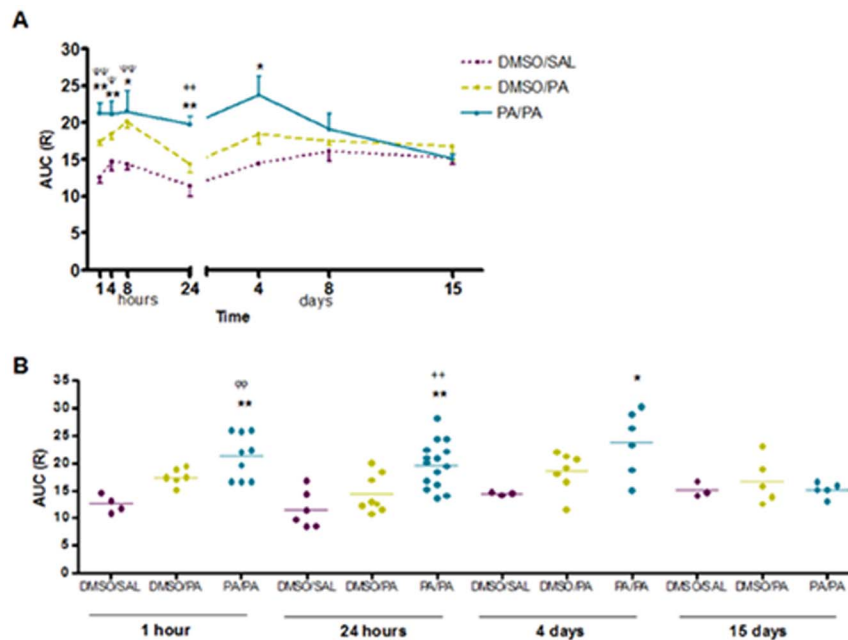 A
30
25
20
15
10
5
0
AUC (R)
φφ φ φφ
** ** *
++
**
*
DMSO/SAL
DMSO/PA
PA/PA
1 4 8 24 4 8 15
hours days
Time
B
35
30
25
20
15
10
5
0
AUC (R)
φφ
**
++
**
*
DMSO/SAL DMSO/PA PA/PA DMSO/SAL DMSO/PA PA/PA DMSO/SAL DMSO/PA PA/PA DMSO/SAL DMSO/PA PA/PA
1 hour 24 hours 4 days 15 days